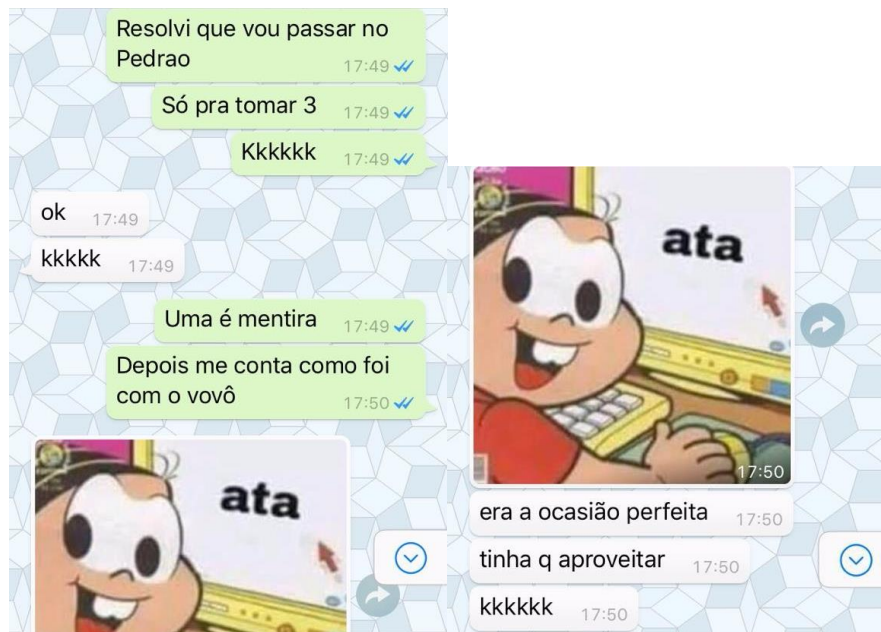 Resolvi que vou passar no
Pedrao
17:49
Só pra tomar 3
17:49
Kkkkkk
17:49
ok
17:49
kkkkk
17:49
Uma é mentira
17:49
Depois me conta como foi
com o vovô
17:50
ata
ata
17:50
era a ocasião perfeita
17:50
tinha q aproveitar
17:50
kkkkkk
17:50